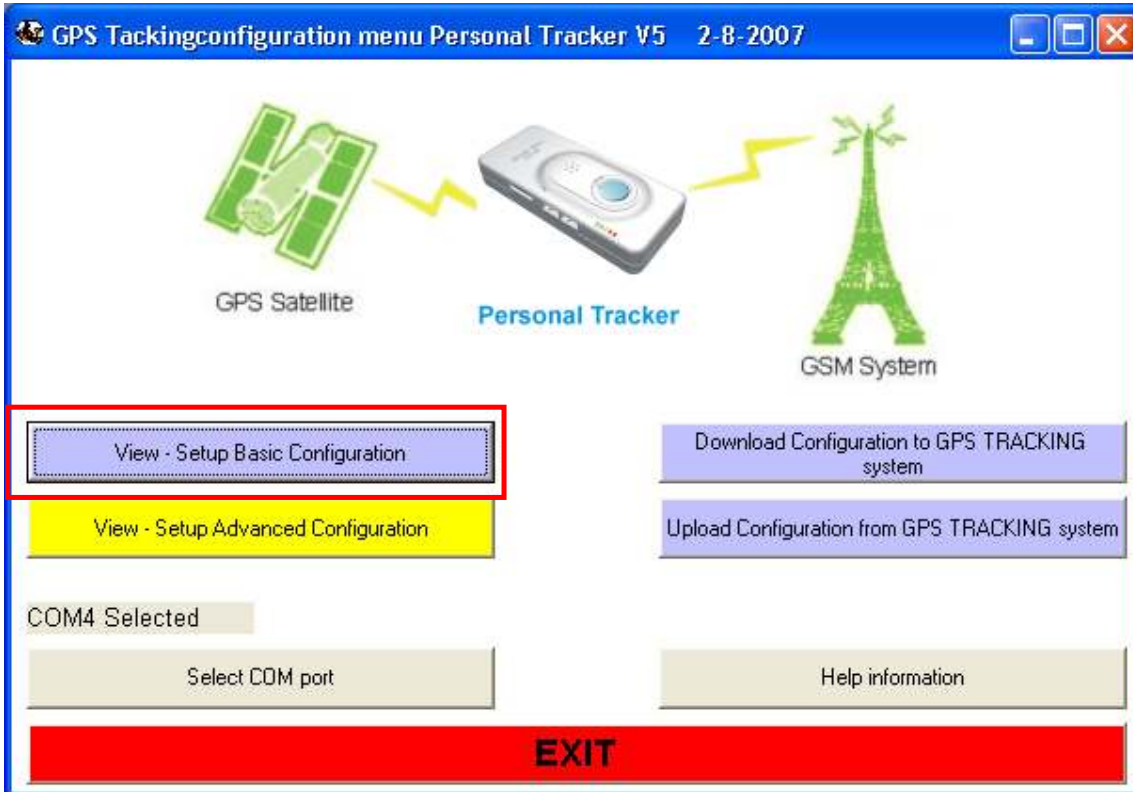 GPS Tackingconfiguration menu Personal Tracker V5 2-8-2007
GPS Satellite
Personal Tracker
GSM System
View - Setup Basic Configuration
Download Configuration to GPS TRACKING
system
View - Setup Advanced Configuration
Upload Configuration from GPS TRACKING system
COM4 Selected
Select COM port
Help information
EXIT